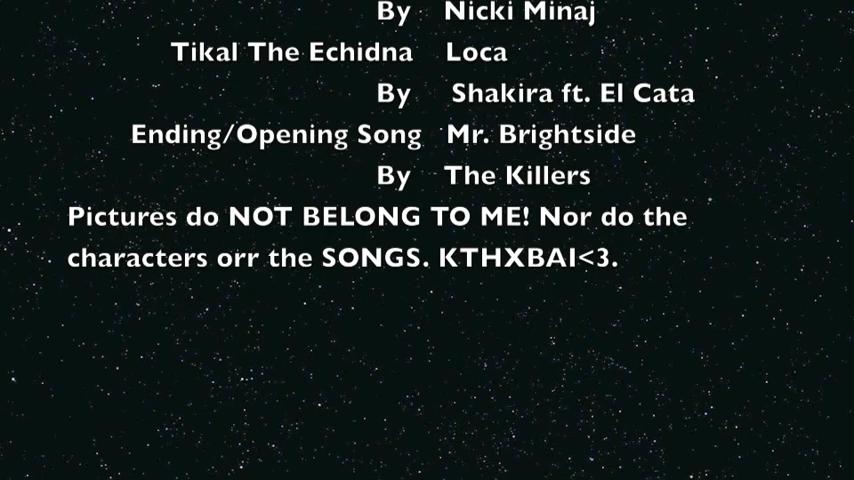 By Nicki Minaj
Tikal The Echidna Loca
By Shakira ft. El Cata
Ending/Opening Song Mr. Brightside
By The Killers
Pictures do NOT BELONG TO ME! Nor do the
characters orr the SONGS. KTHXBAI<3.